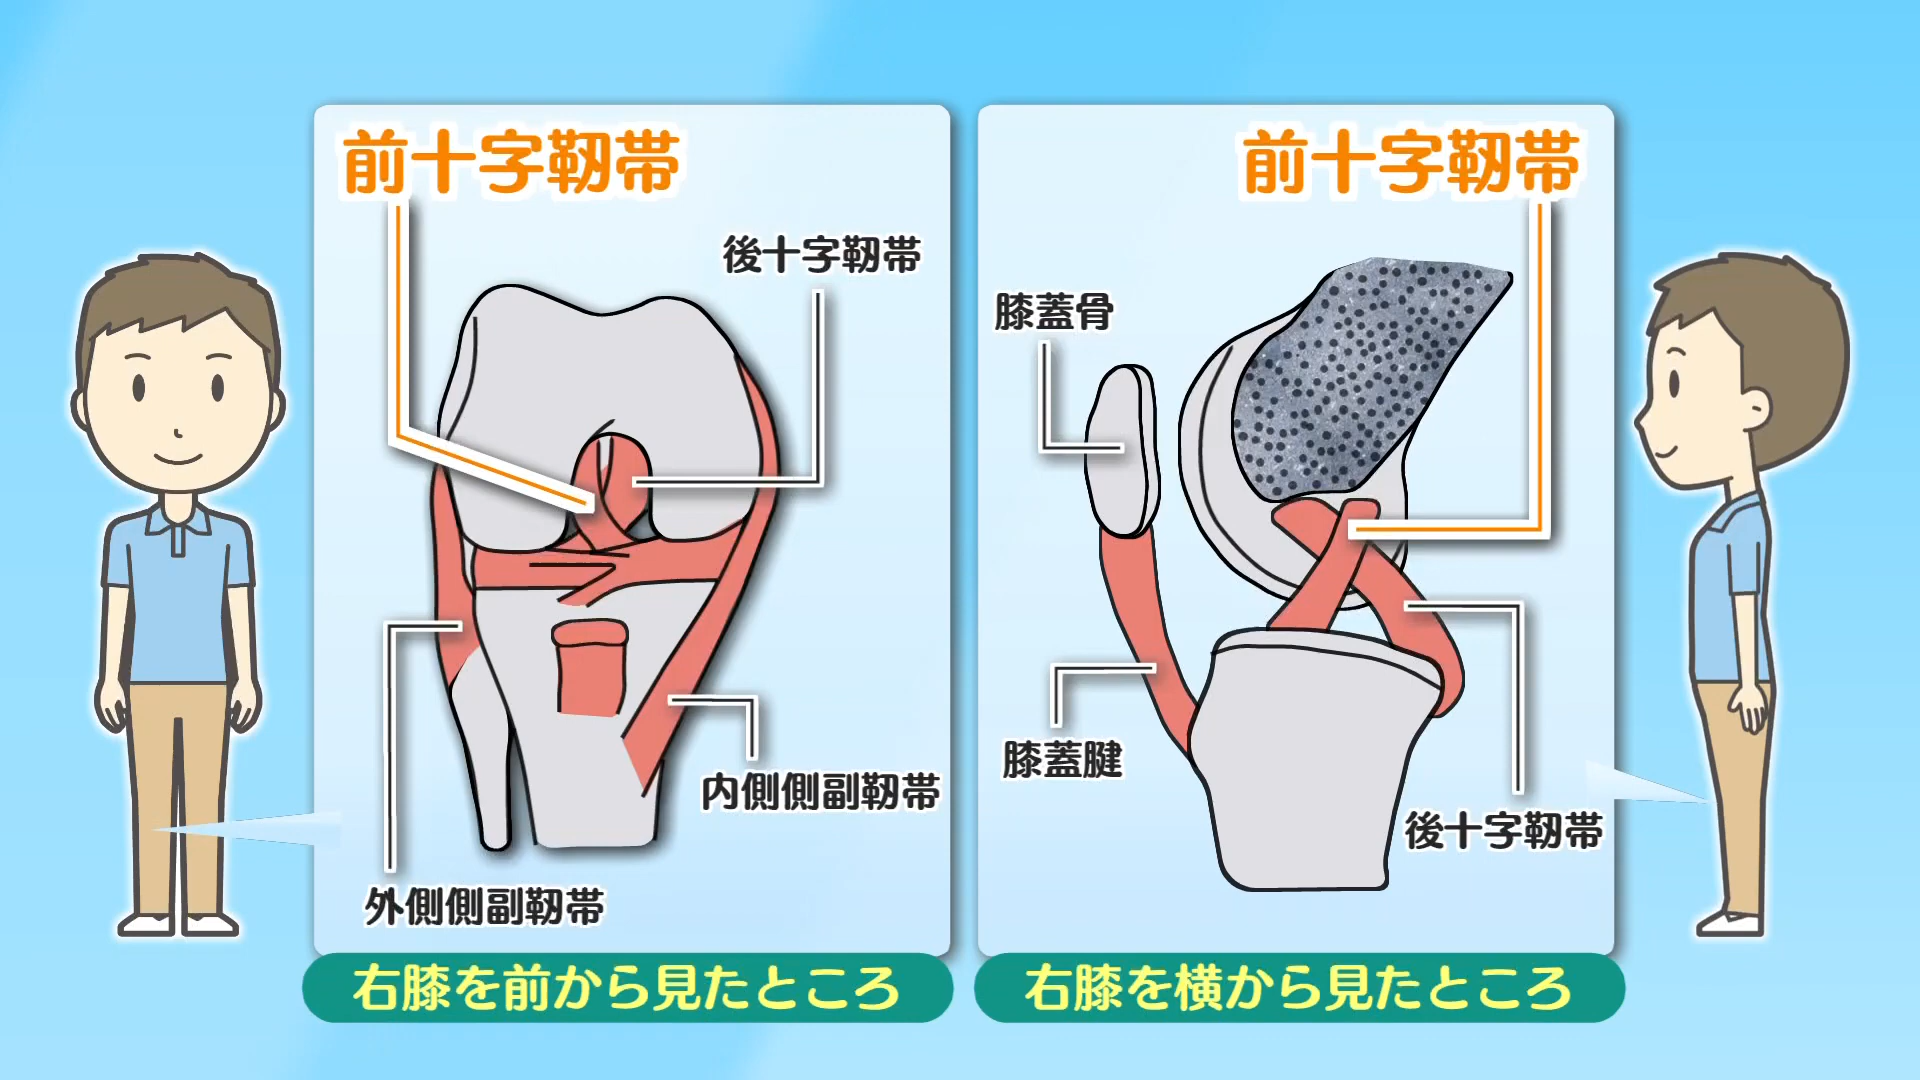 前十字靭帯
後十字靭帯
内側側副靭帯
外側側副靭帯
右膝を前から見たところ
前十字靭帯
膝蓋骨
膝蓋腱
後十字靭帯
右膝を横から見たところ